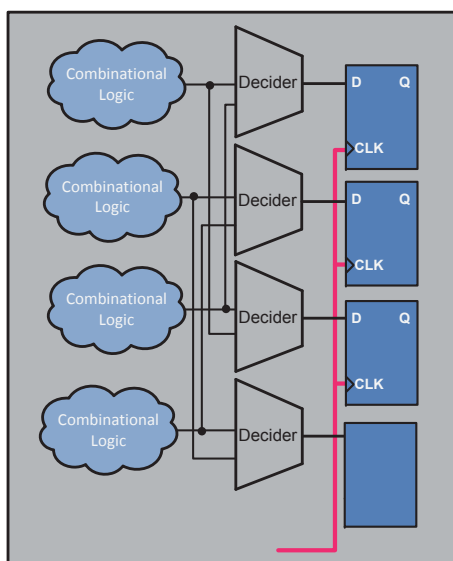 Combinational
Logic
Decider
D Q
CLK
Combinational
Logic
Decider
D Q
CLK
Combinational
Logic
Decider
D Q
CLK
Combinational
Logic
Decider